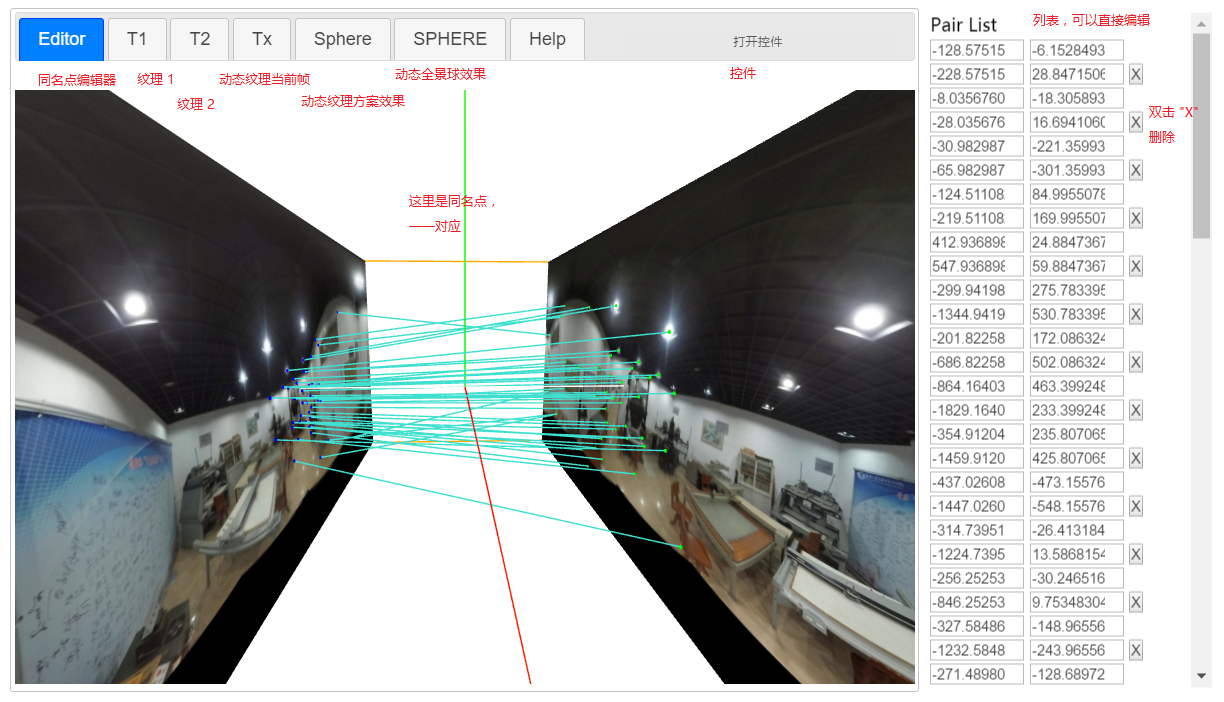 Editor
T1
T2
Tx
Sphere
SPHERE
Help
打开控件
同名点编辑器
纹理 1
纹理 2
动态纹理当前帧
动态纹理方案效果
动态全景球效果
控件
这里是同名点，
一一对应
Pair List
列表，可以直接编辑
-128.57515 -6.1528493
-228.57515 28.8471506 X
-8.0356760 -18.305893
-28.035676 16.6941060 X
双击 "X"
删除
-30.982987 -221.35993
-65.982987 -301.35993 X
-124.51108 84.9955078
-219.51108 169.995507 X
412.936898 24.8847367
547.936898 59.8847367 X
-299.94198 275.783395
-1344.9419 530.783395 X
-201.82258 172.086324
-686.82258 502.086324 X
-864.16403 463.399248
-1829.1640 233.399248 X
-354.91204 235.807065
-1459.9120 425.807065 X
-437.02608 -473.15576
-1447.0260 -548.15576 X
-314.73951 -26.413184
-1224.7395 13.5868154 X
-256.25253 -30.246516
-846.25253 9.75348304 X
-327.58486 -148.96556
-1232.5848 -243.96556 X
-271.48980 -128.68972